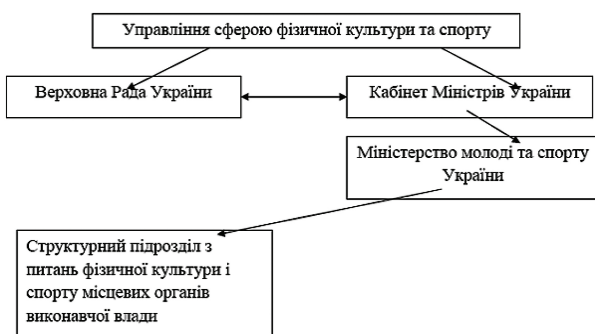 Управління сферою фізичної культури та спорту
Верховна Рада України
Кабінет Міністрів України
Міністерство молоді та спорту
України
Структурний підрозділ з
питань фізичної культури і
спорту місцевих органів
виконавчої влади